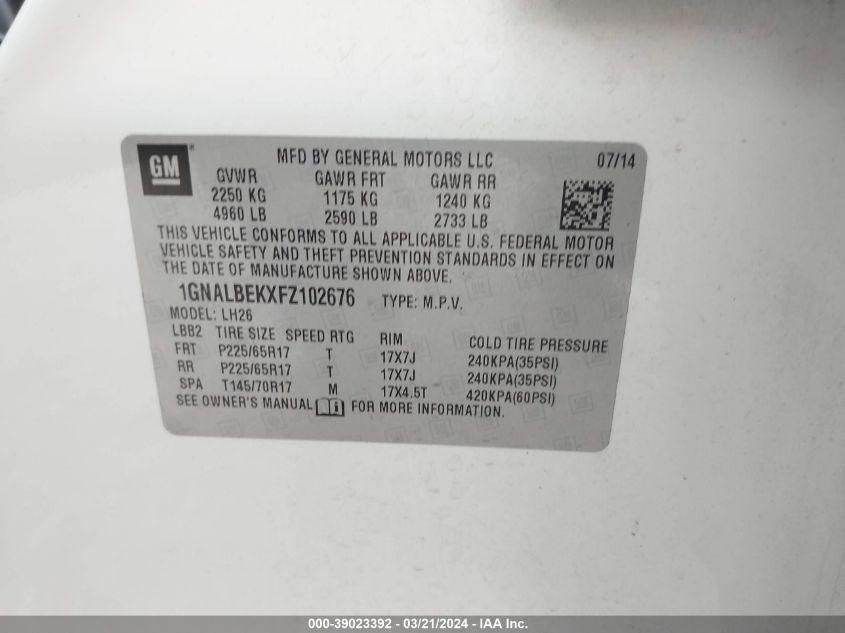 GM
MFD BY GENERAL MOTORS LLC 07/14
GVWR GAWR FRT GAWR RR
2250 KG 1175 KG 1240 KG
4960 LB 2590 LB 2733 LB
THIS VEHICLE CONFORMS TO ALL APPLICABLE U.S. FEDERAL MOTOR
VEHICLE SAFETY AND THEFT PREVENTION STANDARDS IN EFFECT ON
THE DATE OF MANUFACTURE SHOWN ABOVE.
1GNALBEKXFZ102676 TYPE: M.P.V.
MODEL: LH26
LBB2 TIRE SIZE SPEED RTG RIM COLD TIRE PRESSURE
FRT P225/65R17 T 17X7J 240KPA(35PSI)
RR P225/65R17 T 17X7J 240KPA(35PSI)
SPA T145/70R17 M 17X4.5T 420KPA(60PSI)
SEE OWNER'S MANUAL FOR MORE INFORMATION.
000-39023392 - 03/21/2024 - IAA Inc.